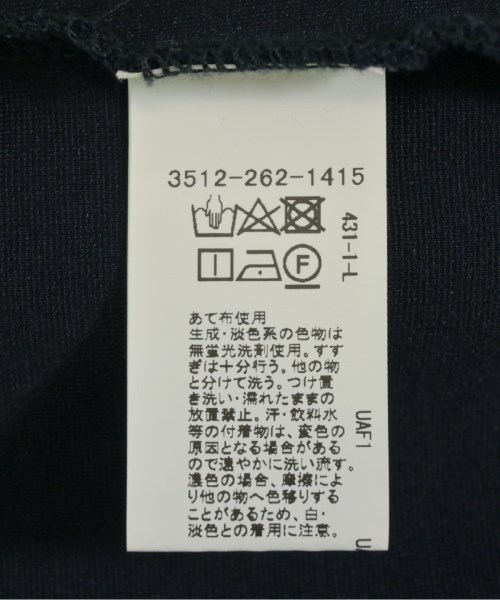 3512-262-1415
431-1-L
F
あて布使用
生成・淡色系の色物は
無蛍光洗剤使用。すす
ぎは十分行う。他の物
と分けて洗う。つけ置
き洗い・濡れたままの
放置禁止。汗・飲料水
等の付着物は、変色の
原因となる場合がある
ので速やかに洗い流す。
濃色の場合、摩擦によ
り他の物へ色移りする
ことがあるため、白・
淡色との着用に注意。
UAF1